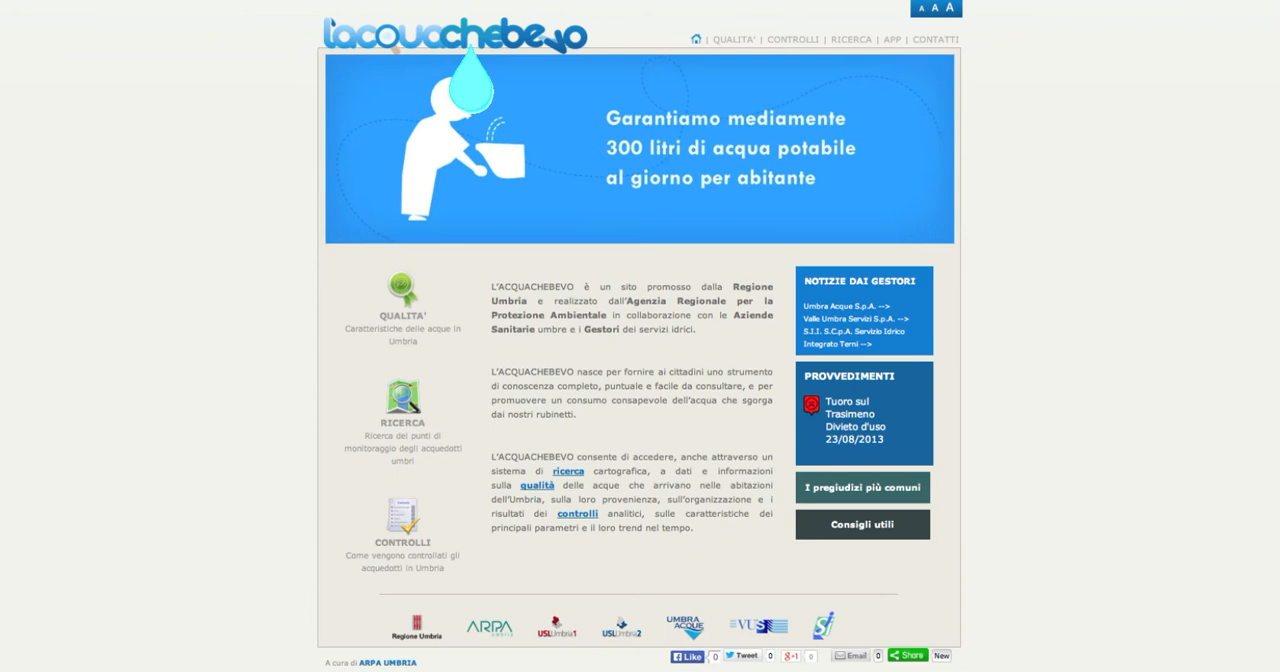 A A A
l'acquachebevo
| QUALITA' | CONTROLLI | RICERCA | APP | CONTATTI
Garantiamo mediamente
300 litri di acqua potabile
al giorno per abitante
QUALITA'
Caratteristiche delle acque in
Umbria
RICERCA
Ricerca dei punti di
monitoraggio degli acquedotti
umbri
CONTROLLI
Come vengono controllati gli
acquedotti in Umbria
L'ACQUACHEBEVO è un sito promosso dalla Regione
Umbria e realizzato dall'Agenzia Regionale per la
Protezione Ambientale in collaborazione con le Aziende
Sanitarie umbre e i Gestori dei servizi idrici.
L'ACQUACHEBEVO nasce per fornire ai cittadini uno strumento
di conoscenza completo, puntuale e facile da consultare, e per
promuovere un consumo consapevole dell'acqua che sgorga
dai nostri rubinetti.
L'ACQUACHEBEVO consente di accedere, anche attraverso un
sistema di ricerca cartografica, a dati e informazioni
sulla qualità delle acque che arrivano nelle abitazioni
dell'Umbria, sulla loro provenienza, sull'organizzazione e i
risultati dei controlli analitici, sulle caratteristiche dei
principali parametri e il loro trend nel tempo.
NOTIZIE DAI GESTORI
Umbra Acque S.p.A. -->
Valle Umbra Servizi S.p.A. -->
S.I.I. S.C.p.A. Servizio Idrico
Integrato Terni -->
PROVVEDIMENTI
Tuoro sul
Trasimeno
Divieto d'uso
23/08/2013
I pregiudizi più comuni
Consigli utili
Regione Umbria
ARPA umbria
USLUmbria1
USLUmbria2
UMBRA
ACQUE
VUS
A cura di ARPA UMBRIA
Like 0 Tweet 0 g+1 0 Email 0 Share New